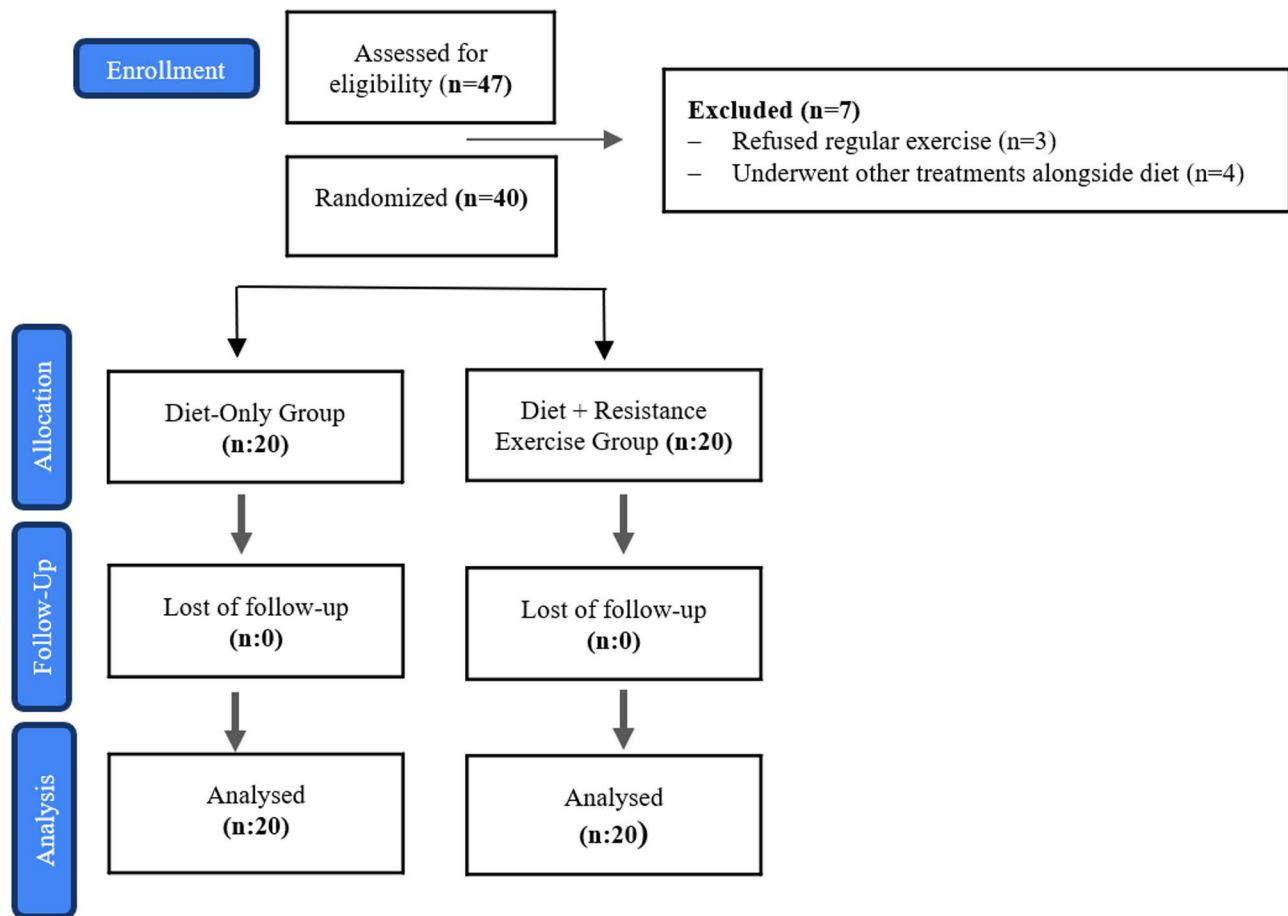 Enrollment
Assessed for
eligibility (n=47)
Excluded (n=7)
– Refused regular exercise (n=3)
– Underwent other treatments alongside diet (n=4)
Randomized (n=40)
Allocation
Diet-Only Group
(n:20)
Diet + Resistance
Exercise Group (n:20)
Follow-Up
Lost of follow-up
(n:0)
Lost of follow-up
(n:0)
Analysis
Analysed
(n:20)
Analysed
(n:20)